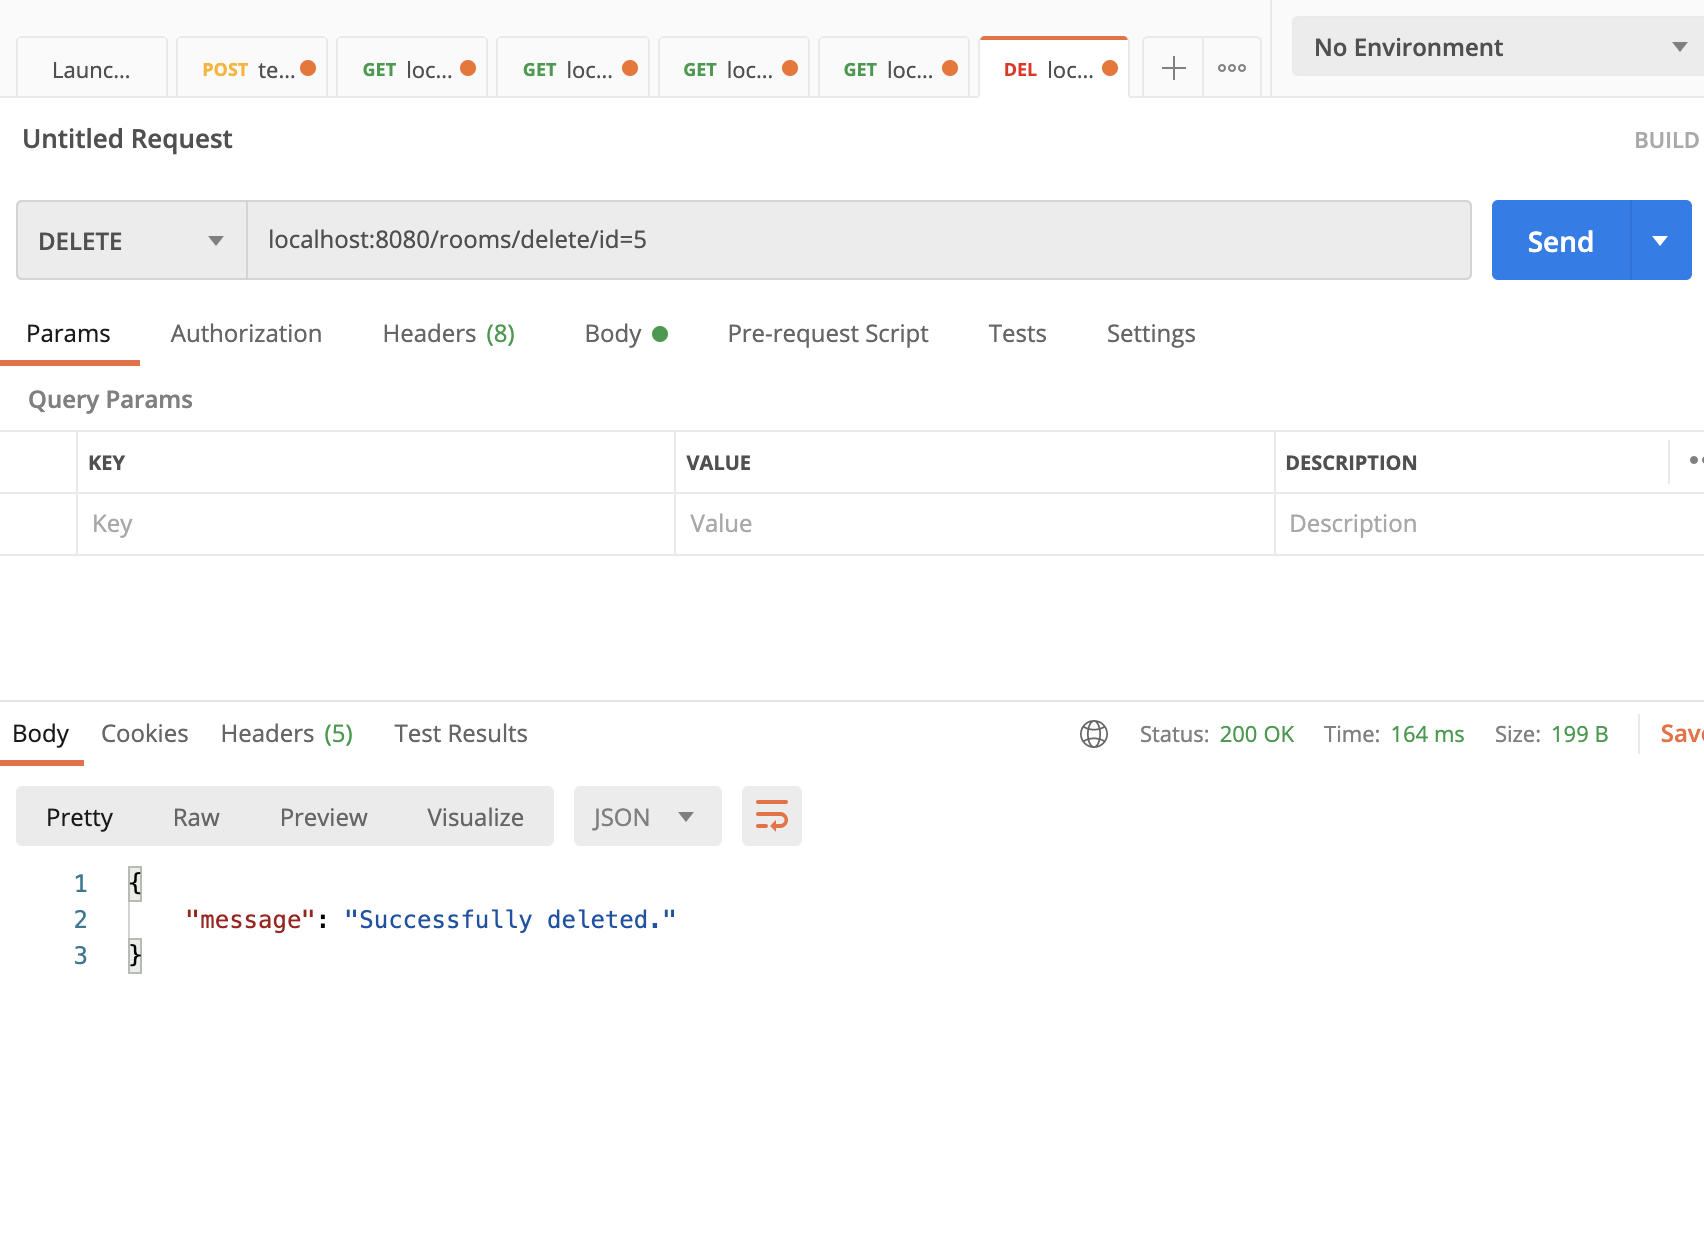 Launc... POST te... GET loc... GET loc... GET loc... GET loc... DEL loc... No Environment
Untitled Request BUILD
DELETE localhost:8080/rooms/delete/id=5 Send
Params Authorization Headers (8) Body Pre-request Script Tests Settings
Query Params
KEY VALUE DESCRIPTION
Key Value Description
Body Cookies Headers (5) Test Results Status: 200 OK Time: 164 ms Size: 199 B Save
Pretty Raw Preview Visualize JSON
1 {
2 "message": "Successfully deleted."
3 }